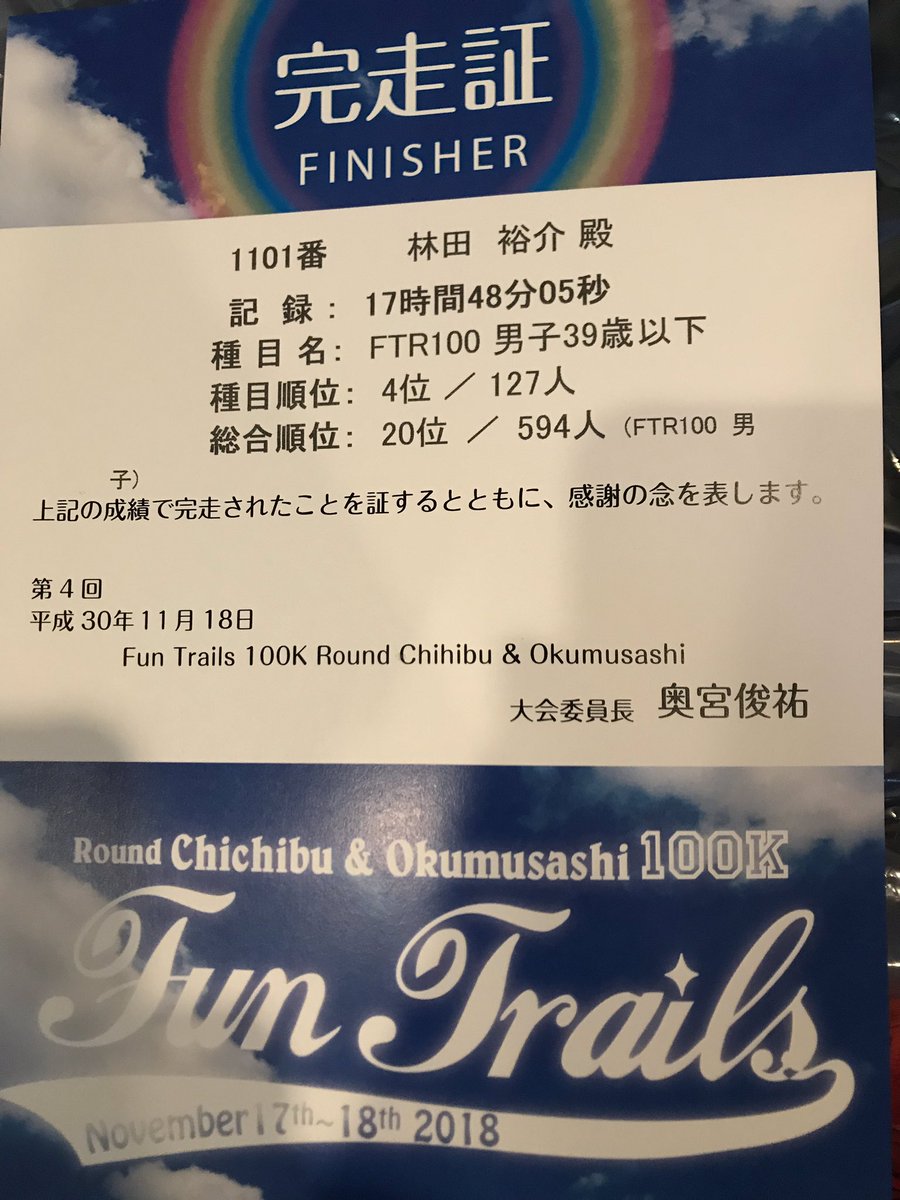 完走証
FINISHER
1101番 林田 裕介 殿
記 録 : 17時間48分05秒
種 目 名: FTR100 男子39歳以下
種目順位: 4位 ／ 127人
総合順位: 20位 ／ 594人 (FTR100 男
子)
上記の成績で完走されたことを証するとともに、感謝の念を表します。
第4回
平成30年11月18日
Fun Trails 100K Round Chihibu & Okumusashi
大会委員長 奥宮俊祐
Round Chichibu & Okumusashi 100K
Fun Trails
November 17th~18th 2018